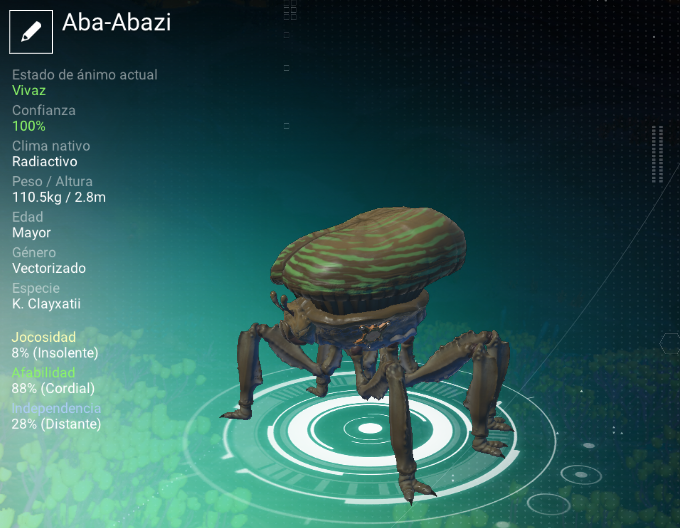 Aba-Abazi
Estado de ánimo actual
Vivaz
Confianza
100%
Clima nativo
Radiactivo
Peso / Altura
110.5kg / 2.8m
Edad
Mayor
Género
Vectorizado
Especie
K. Clayxatii
Jocosidad
8% (Insolente)
Afabilidad
88% (Cordial)
Independencia
28% (Distante)